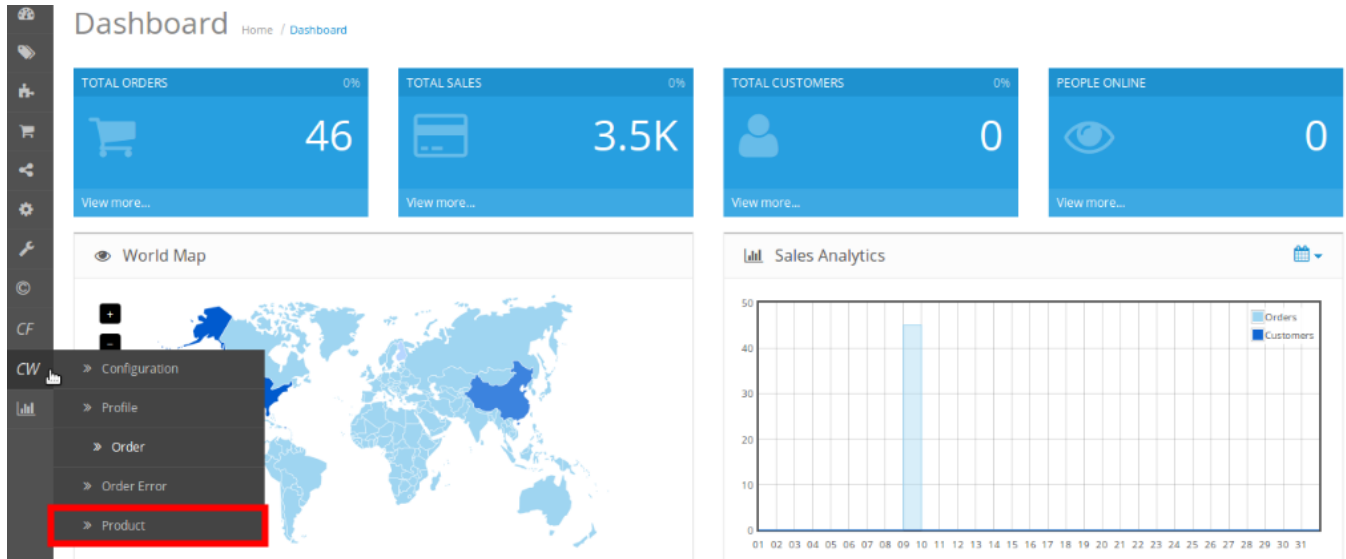 Dashboard Home / Dashboard
TOTAL ORDERS 0%
46
View more...
TOTAL SALES 0%
3.5K
View more...
TOTAL CUSTOMERS 0%
0
View more...
PEOPLE ONLINE
0
View more...
World Map
+
-
CF
CW
» Configuration
» Profile
» Order
» Order Error
» Product
Sales Analytics
Orders
Customers
50
40
30
20
10
0
01 02 03 04 05 06 07 08 09 10 11 12 13 14 15 16 17 18 19 20 21 22 23 24 25 26 27 28 29 30 31